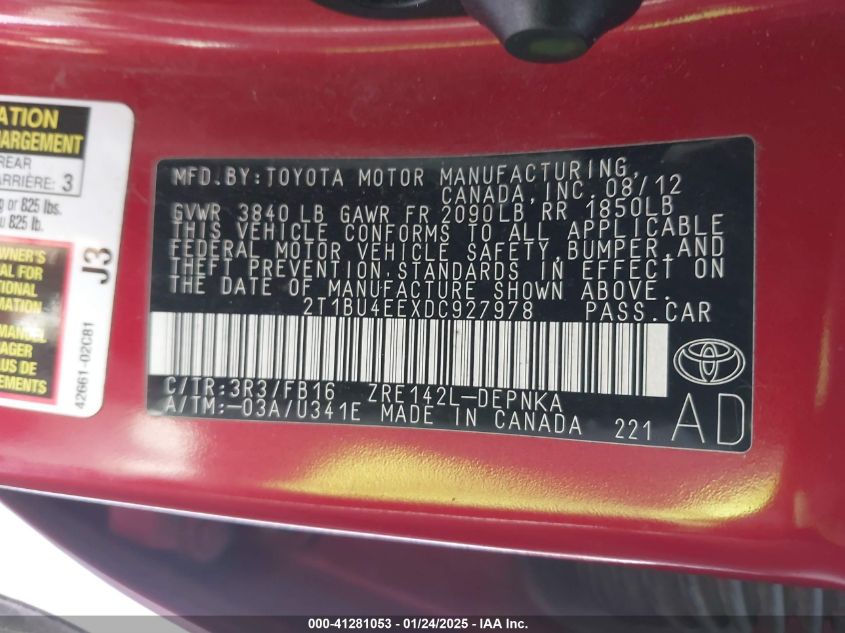 ATION
HARGEMENT
REAR
ARRIÈRE: 3
g or 825 lbs.
u 825 lb.
OWNER'S
AL FOR
TIONAL
MATION
MANUEL
AGER
LUS DE
TIONS
J3
42661-02C81
MFD.BY:TOYOTA MOTOR MANUFACTURING,
CANADA, INC. 08/12
GVWR 3840 LB GAWR FR 2090LB RR 1850LB
THIS VEHICLE CONFORMS TO ALL APPLICABLE
FEDERAL MOTOR VEHICLE SAFETY,BUMPER,AND
THEFT PREVENTION STANDARDS IN EFFECT ON
THE DATE OF MANUFACTURE SHOWN ABOVE.
2T1BU4EEXDC927978 PASS.CAR
C/TR:3R3/FB16 ZRE142L-DEPNKA
A/TM:-03A/U341E MADE IN CANADA 221 AD
000-41281053 - 01/24/2025 - IAA Inc.